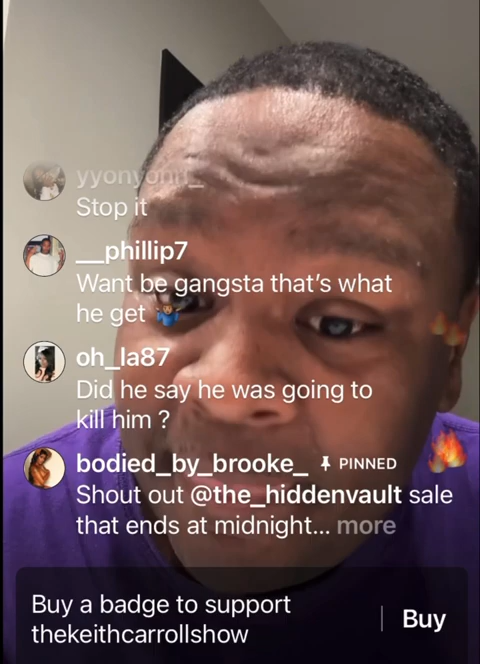 Stop it
__phillip7
Want be gangsta that's what
he get 🤷🏾‍♂️
oh_la87
Did he say he was going to
kill him ?
bodied_by_brooke_ PINNED
Shout out @the_hiddenvault sale
that ends at midnight... more
Buy a badge to support
thekeithcarrollshow
Buy